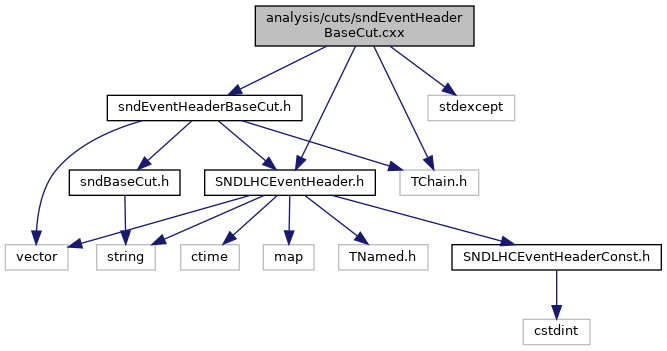 analysis/cuts/sndEventHeader
BaseCut.cxx
sndEventHeaderBaseCut.h
stdexcept
sndBaseCut.h
SNDLHCEventHeader.h
TChain.h
vector
string
ctime
map
TNamed.h
SNDLHCEventHeaderConst.h
cstdint